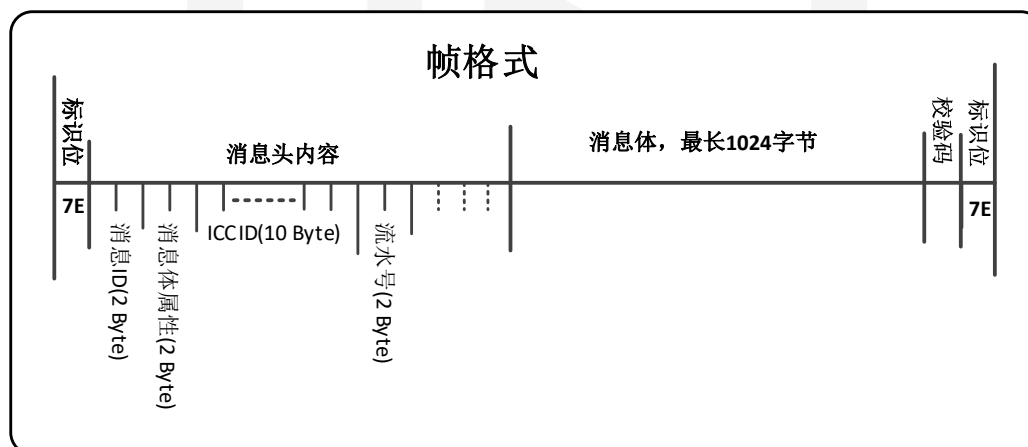 帧格式
标识位
消息头内容
消息体，最长1024字节
校验码
标识位
7E
7E
消息ID(2 Byte)
消息体属性(2 Byte)
ICCID(10 Byte)
流水号(2 Byte)